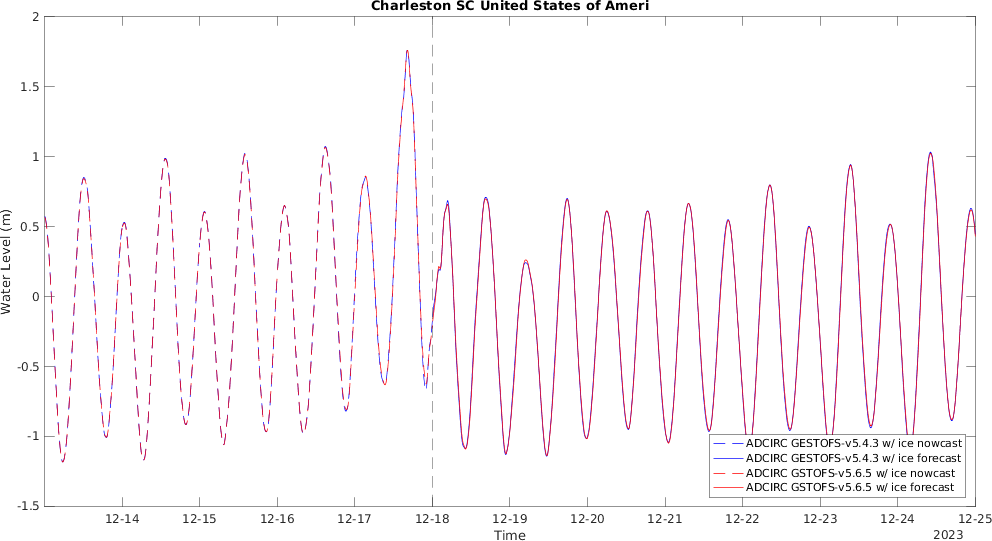 Charleston SC United States of Ameri
2
1.5
1
0.5
0
-0.5
-1
-1.5
Water Level (m)
ADCIRC GESTOFS-v5.4.3 w/ ice nowcast
ADCIRC GESTOFS-v5.4.3 w/ ice forecast
ADCIRC GSTOFS-v5.6.5 w/ ice nowcast
ADCIRC GSTOFS-v5.6.5 w/ ice forecast
12-14 12-15 12-16 12-17 12-18 12-19 12-20 12-21 12-22 12-23 12-24 12-25
Time
2023